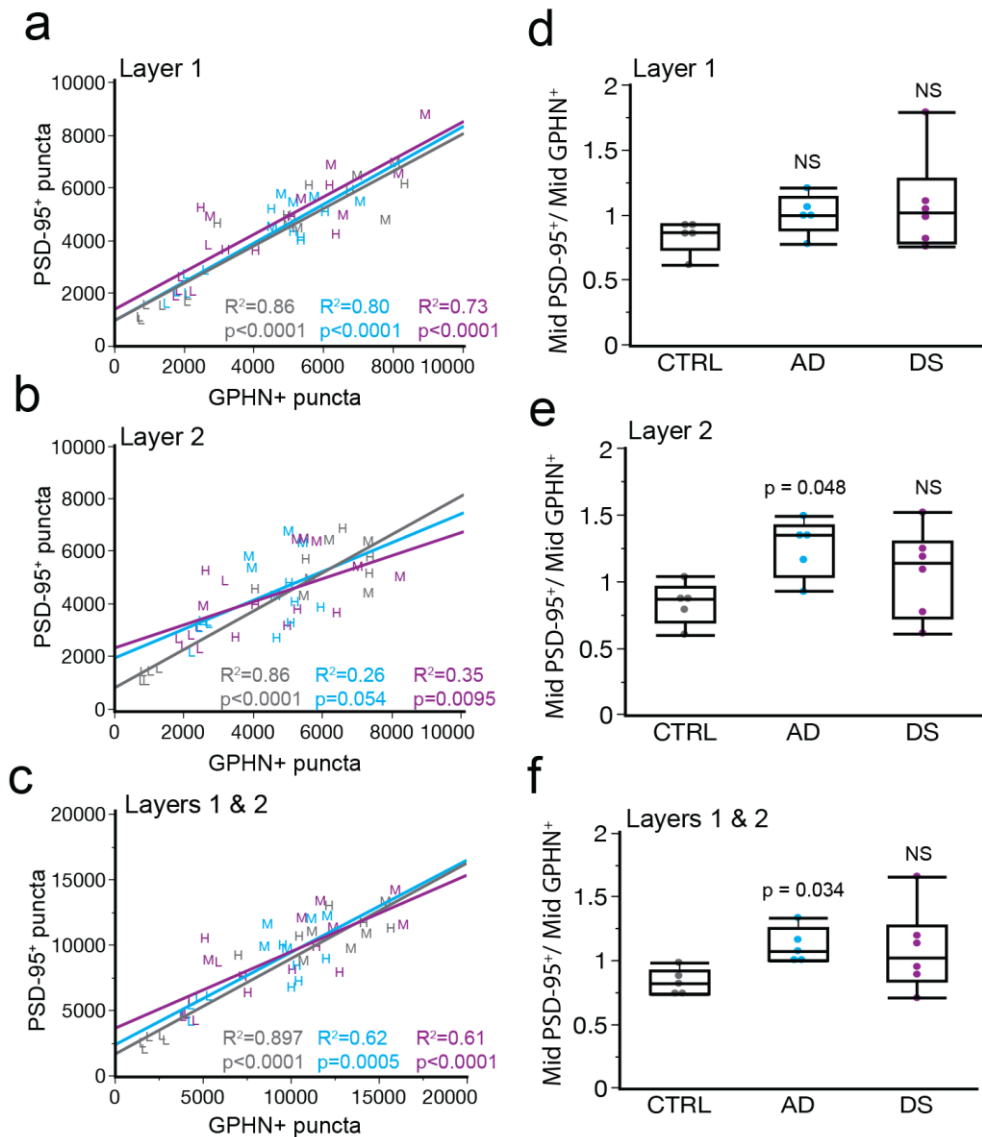 a
Layer 1
10000
8000
6000
4000
2000
0
PSD-95+ puncta
R²=0.86 R²=0.80 R²=0.73
p<0.0001 p<0.0001 p<0.0001
0 2000 4000 6000 8000 10000
GPHN+ puncta
d
Layer 1
2
1.5
1
0.5
0
Mid PSD-95+/ Mid GPHN+
NS
NS
CTRL AD DS
b
Layer 2
10000
8000
6000
4000
2000
0
PSD-95+ puncta
R²=0.86 R²=0.26 R²=0.35
p<0.0001 p=0.054 p=0.0095
0 2000 4000 6000 8000 10000
GPHN+ puncta
e
Layer 2
2
1.5
1
0.5
0
Mid PSD-95+ / Mid GPHN+
p = 0.048
NS
CTRL AD DS
c
Layers 1 & 2
20000
15000
10000
5000
0
PSD-95+ puncta
R²=0.897 R²=0.62 R²=0.61
p<0.0001 p=0.0005 p<0.0001
0 5000 10000 15000 20000
GPHN+ puncta
f
Layers 1 & 2
2
1.5
1
0.5
0
Mid PSD-95+ / Mid GPHN+
p = 0.034
NS
CTRL AD DS